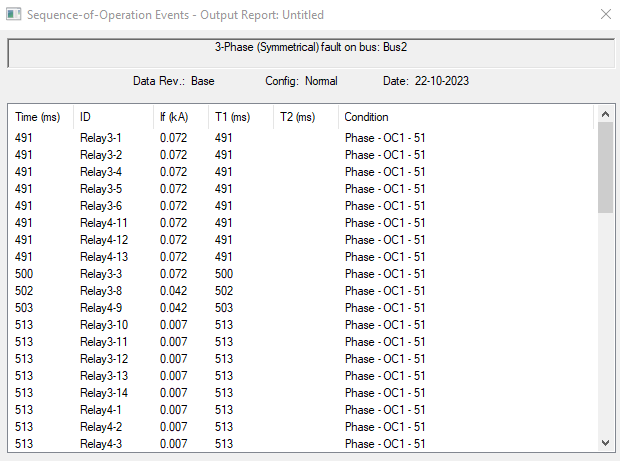 Sequence-of-Operation Events - Output Report: Untitled
3-Phase (Symmetrical) fault on bus: Bus2
Data Rev.: Base Config: Normal Date: 22-10-2023
Time (ms) ID If (kA) T1 (ms) T2 (ms) Condition
491 Relay3-1 0.072 491 Phase - OC1 - 51
491 Relay3-2 0.072 491 Phase - OC1 - 51
491 Relay3-4 0.072 491 Phase - OC1 - 51
491 Relay3-5 0.072 491 Phase - OC1 - 51
491 Relay3-6 0.072 491 Phase - OC1 - 51
491 Relay4-11 0.072 491 Phase - OC1 - 51
491 Relay4-12 0.072 491 Phase - OC1 - 51
491 Relay4-13 0.072 491 Phase - OC1 - 51
500 Relay3-3 0.072 500 Phase - OC1 - 51
502 Relay3-8 0.042 502 Phase - OC1 - 51
503 Relay4-9 0.042 503 Phase - OC1 - 51
513 Relay3-10 0.007 513 Phase - OC1 - 51
513 Relay3-11 0.007 513 Phase - OC1 - 51
513 Relay3-12 0.007 513 Phase - OC1 - 51
513 Relay3-13 0.007 513 Phase - OC1 - 51
513 Relay3-14 0.007 513 Phase - OC1 - 51
513 Relay4-1 0.007 513 Phase - OC1 - 51
513 Relay4-2 0.007 513 Phase - OC1 - 51
513 Relay4-3 0.007 513 Phase - OC1 - 51